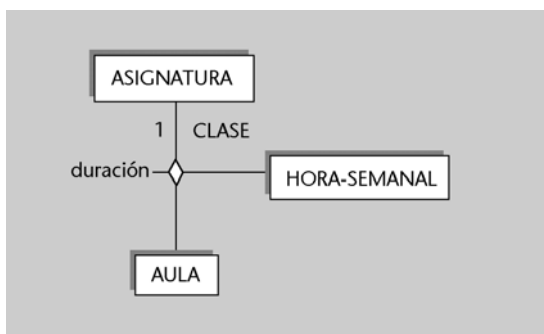 ASIGNATURA
1 CLASE
duración
HORA-SEMANAL
AULA